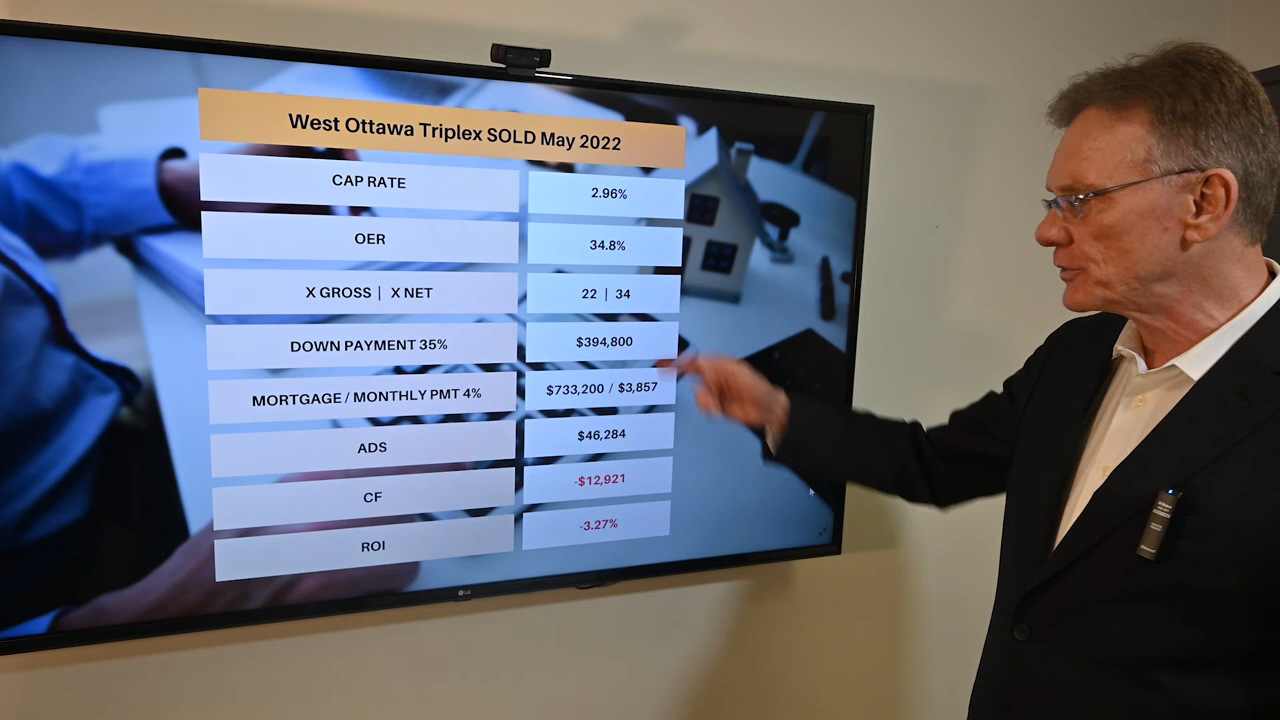 West Ottawa Triplex SOLD May 2022
CAP RATE 2.96%
OER 34.8%
X GROSS | X NET 22 | 34
DOWN PAYMENT 35% $394,800
MORTGAGE / MONTHLY PMT 4% $733,200 / $3,857
ADS $46,284
CF -$12,921
ROI -3.27%
LG